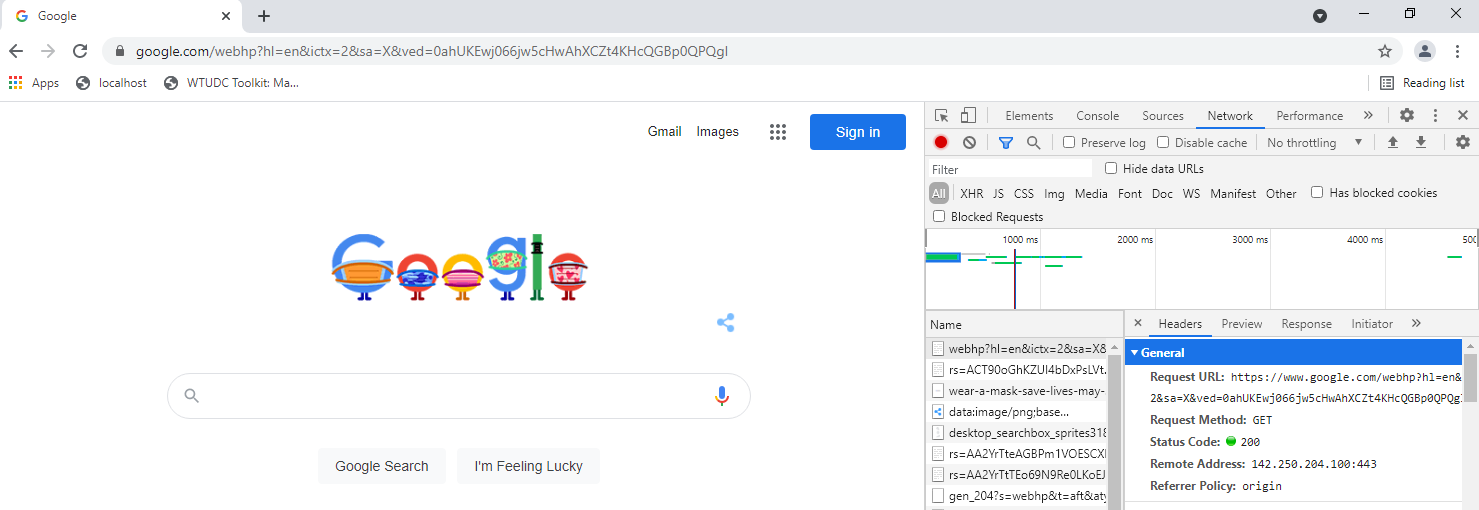 Google
google.com/webhp?hl=en&ictx=2&sa=X&ved=0ahUKEwj066jw5cHwAhXCZt4KHcQGBp0QPQgI
Apps localhost WTUDC Toolkit: Ma... Reading list
Gmail Images Sign in
Google
Google Search I'm Feeling Lucky
Elements Console Sources Network Performance »
Preserve log Disable cache No throttling
Filter Hide data URLs
All XHR JS CSS Img Media Font Doc WS Manifest Other Has blocked cookies
Blocked Requests
1000 ms 2000 ms 3000 ms 4000 ms 500
Name
webhp?hl=en&ictx=2&sa=X&
rs=ACT90oGhKZUI4bDxPsLVt.
wear-a-mask-save-lives-may-
data:image/png;base...
desktop_searchbox_sprites318
rs=AA2YrTteAGBPm1VOESCX
rs=AA2YrTtTEo69N9Re0LKoEJ
gen_204?s=webhp&t=aft&aty
Headers Preview Response Initiator »
General
Request URL: https://www.google.com/webhp?hl=en&
2&sa=X&ved=0ahUKEwj066jw5cHwAhXCZt4KHcQGBp0QPQgI
Request Method: GET
Status Code: 200
Remote Address: 142.250.204.100:443
Referrer Policy: origin